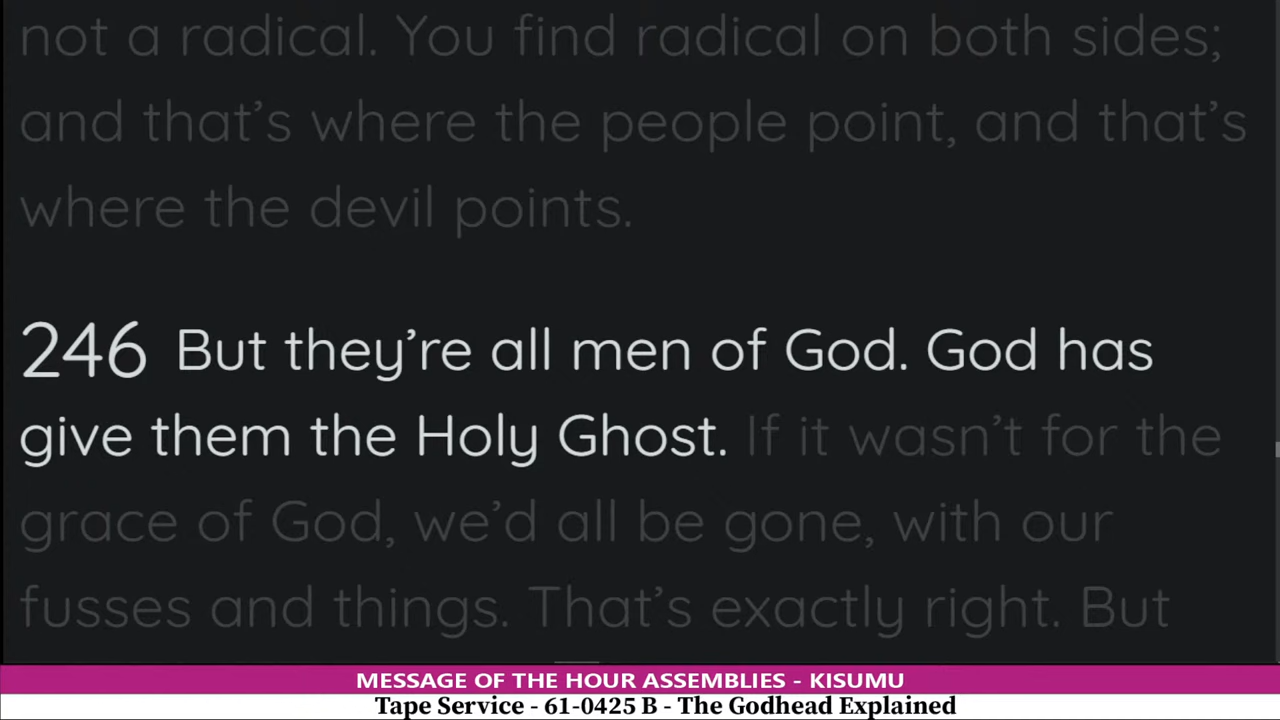 not a radical. You find radical on both sides;
and that’s where the people point, and that’s
where the devil points.
246 But they’re all men of God. God has
give them the Holy Ghost. If it wasn’t for the
grace of God, we’d all be gone, with our
fusses and things. That’s exactly right. But
MESSAGE OF THE HOUR ASSEMBLIES - KISUMU
Tape Service - 61-0425 B - The Godhead Explained